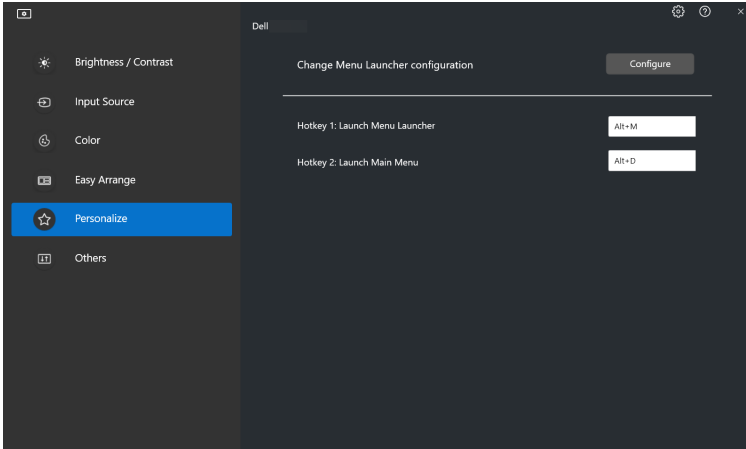 Dell
Brightness / Contrast
Input Source
Color
Easy Arrange
Personalize
Others
Change Menu Launcher configuration
Configure
Hotkey 1: Launch Menu Launcher
Alt+M
Hotkey 2: Launch Main Menu
Alt+D